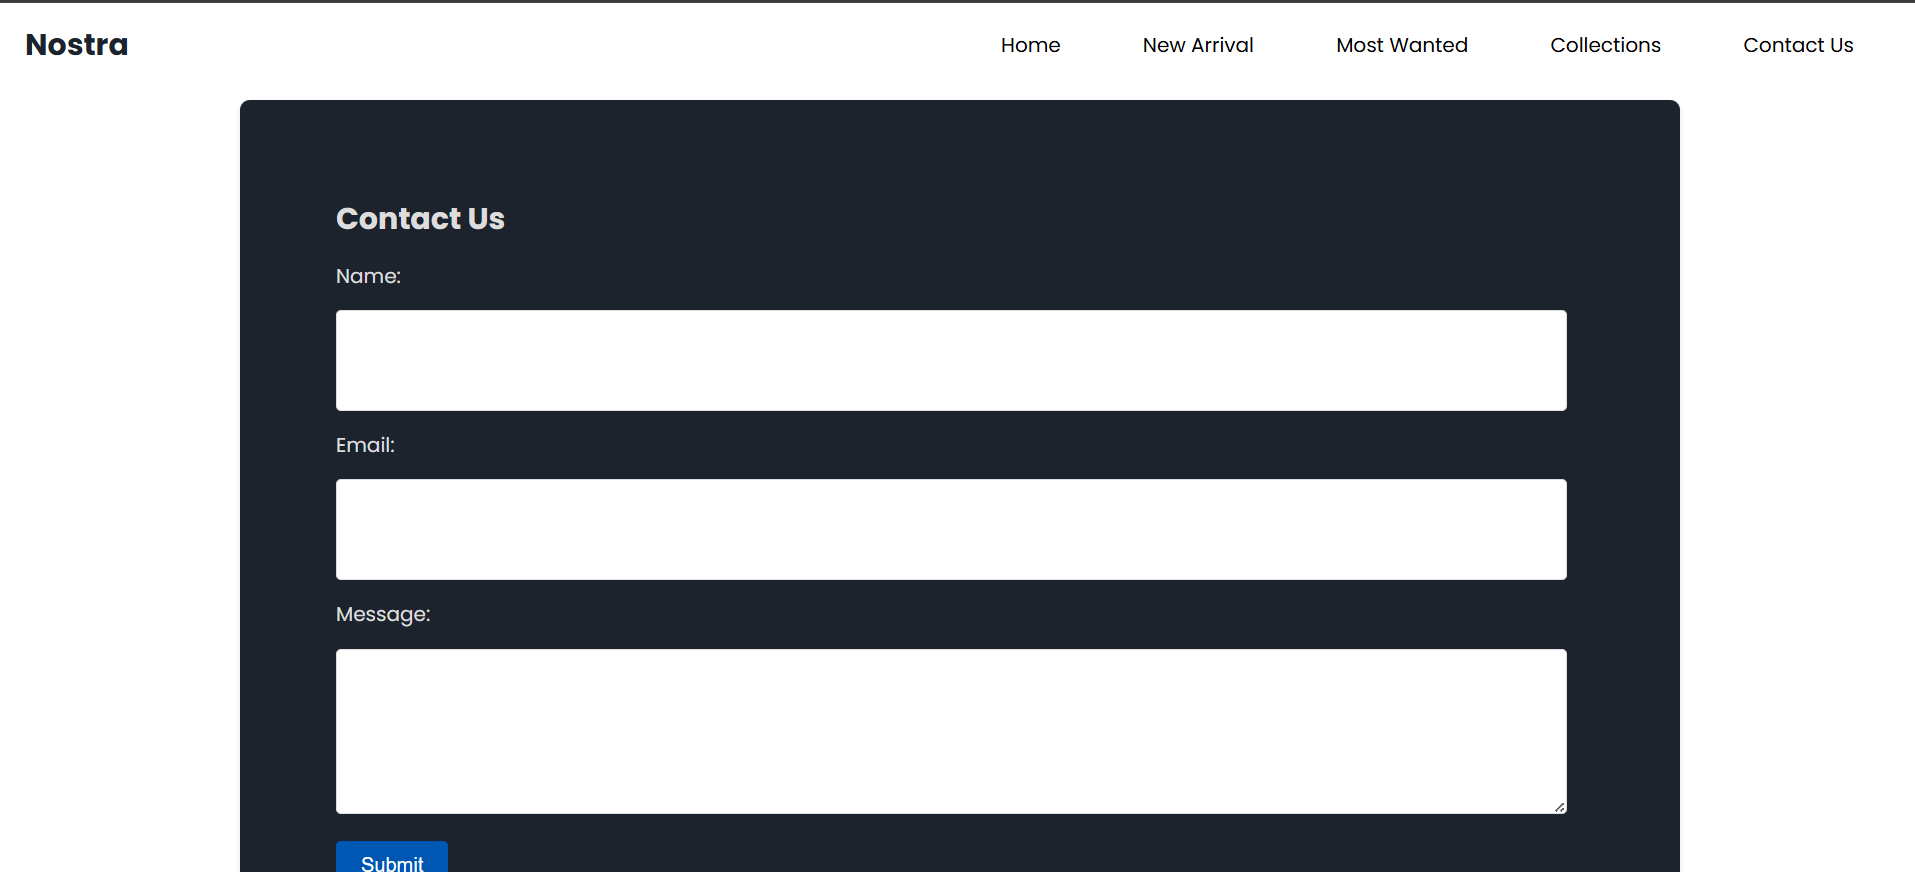 Nostra Home New Arrival Most Wanted Collections Contact Us
Contact Us
Name:
Email:
Message:
Submit